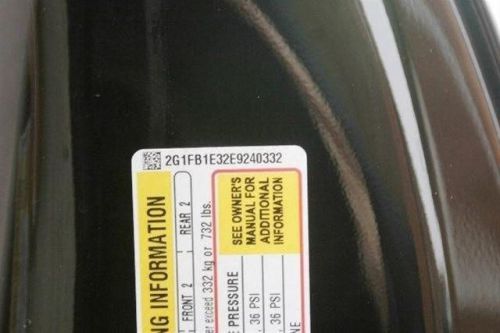 2G1FB1E32E9240332
NG INFORMATION
FRONT 2
REAR 2
er exceed 332 kg or 732 lbs.
SEE OWNER'S
MANUAL FOR
ADDITIONAL
INFORMATION
E PRESSURE
, 36 PSI
, 36 PSI
NE